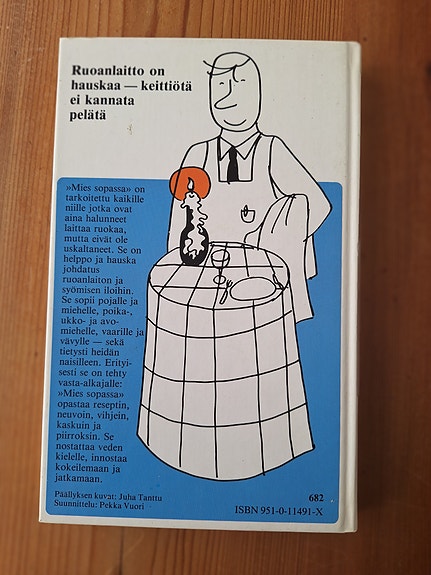 Ruoanlaitto on
hauskaa — keittiötä
ei kannata
pelätä
»Mies sopassa» on
tarkoitettu kaikille
niille jotka ovat
aina halunneet
laittaa ruokaa,
mutta eivät ole
uskaltaneet. Se on
helppo ja hauska
johdatus
ruoanlaiton ja
syömisen iloihin.
Se sopii pojalle ja
miehelle, poika-,
ukko- ja avo-
miehelle, vaarille ja
vävylle — sekä
tietysti heidän
naisilleen. Erityi-
sesti se on tehty
vasta-alkajalle:
»Mies sopassa»
opastaa reseptin,
neuvoin, vihjein,
kaskuin ja
piirroksin. Se
nostattaa veden
kielelle, innostaa
kokeilemaan ja
jatkamaan.
Päällyksen kuvat: Juha Tanttu
Suunnittelu: Pekka Vuori
682
ISBN 951-0-11491-X